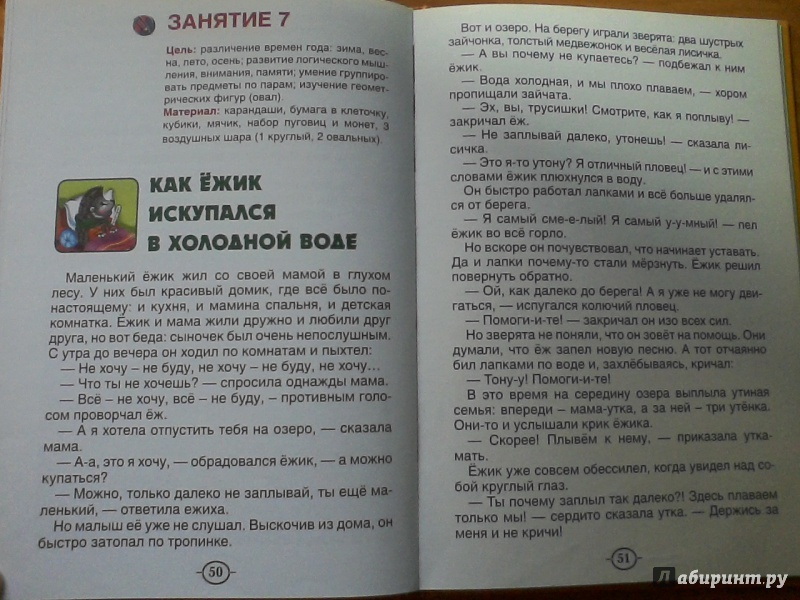 ЗАНЯТИЕ 7
Цель: различение времен года: зима, вес-
на, лето, осень; развитие логического мыш-
ления, внимания, памяти; умение группиро-
вать предметы по парам; изучение геомет-
рических фигур (овал).
Материал: карандаши, бумага в клеточку,
кубики, мячик, набор пуговиц и монет, 3
воздушных шара (1 круглый, 2 овальных).
КАК ЁЖИК
ИСКУПАЛСЯ
В ХОЛОДНОЙ ВОДЕ
Маленький ёжик жил со своей мамой в глухом
лесу. У них был красивый домик, где всё было по-
настоящему: и кухня, и мамина спальня, и детская
комнатка. Ёжик и мама жили дружно и любили друг
друга, но вот беда: сыночек был очень непослушным.
С утра до вечера он ходил по комнатам и пыхтел:
— Не хочу – не буду, не хочу – не буду, не хочу...
— Что ты не хочешь? — спросила однажды мама.
— Всё – не хочу, всё – не буду, – противным голо-
сом проворчал ёж.
— А я хотела отпустить тебя на озеро, — сказала
мама.
— А-а, это я хочу, — обрадовался ёжик, — а можно
купаться?
— Можно, только далеко не заплывай, ты ещё ма-
ленький, — ответила ежиха.
Но малыш её уже не слушал. Выскочив из дома, он
быстро затопал по тропинке.
50
Вот и озеро. На берегу играли зверята: два шустрых
зайчонка, толстый медвежонок и весёлая лисичка.
— А вы почему не купаетесь? — подбежал к ним
ёжик.
— Вода холодная, и мы плохо плаваем, — хором
пропищали зайчата.
— Эх, вы, трусишки! Смотрите, как я поплыву! —
закричал ёж.
— Не заплывай далеко, утонешь! — сказала ли-
сичка.
— Это я-то утону? Я отличный пловец! — и с этими
словами ёжик плюхнулся в воду.
Он быстро работал лапками и всё больше удалял-
ся от берега.
— Я самый сме-е-лый! Я самый у-у-мный! — пел
ёжик во всё горло.
Но вскоре он почувствовал, что начинает уставать.
Да и лапки почему-то стали мёрзнуть. Ёжик решил
повернуть обратно.
— Ой, как далеко до берега! А я уже не могу дви-
гаться, — испугался колючий пловец.
— Помоги-и-те! — закричал он изо всех сил.
Но зверята не поняли, что он зовёт на помощь. Они
думали, что ёж запел новую песню. А тот отчаянно
бил лапками по воде и, захлёбываясь, кричал:
— Тону-у! Помоги-и-те!
В это время на середину озера выплыла утиная
семья: впереди – мама-утка, а за ней – три утёнка.
Они-то и услышали крик ёжика.
— Скорее! Плывём к нему, — приказала утка-
мать.
Ёжик уже совсем обессилел, когда увидел над со-
бой круглый глаз.
— Ты почему заплыл так далеко?! Здесь плаваем
только мы! — сердито сказала утка. — Держись за
меня и не кричи!
51
Лабиринт.ру